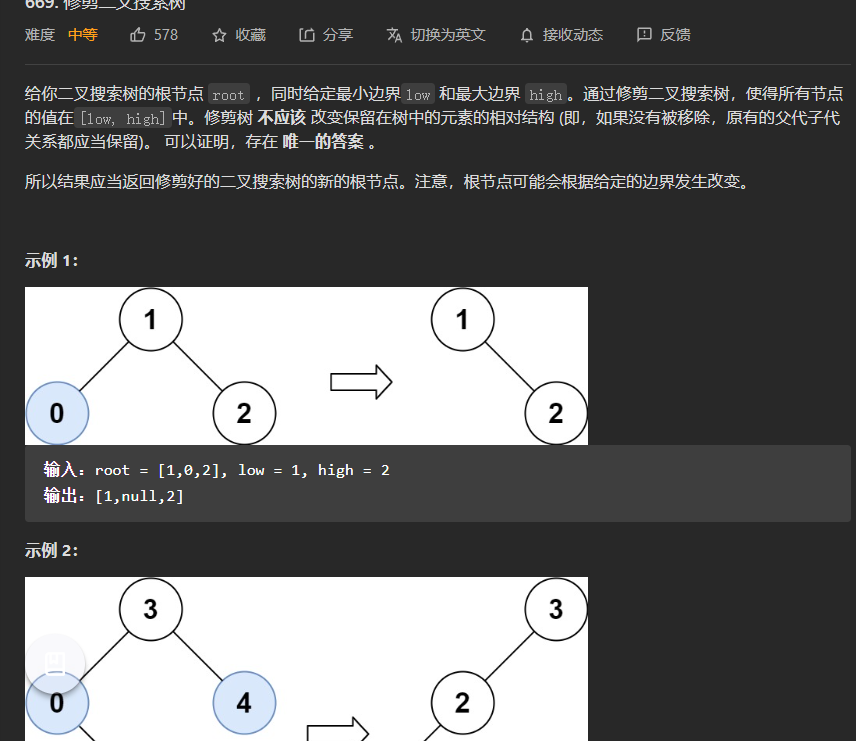 669. 修剪二叉搜索树
难度 中等 578 收藏 分享 切换为英文 接收动态 反馈
给你二叉搜索树的根节点 root ，同时给定最小边界 low 和最大边界 high。通过修剪二叉搜索树，使得所有节点
的值在[low, high]中。修剪树 不应该 改变保留在树中的元素的相对结构 (即，如果没有被移除，原有的父代子代
关系都应当保留)。 可以证明，存在 唯一的答案 。
所以结果应当返回修剪好的二叉搜索树的新的根节点。注意，根节点可能会根据给定的边界发生改变。
示例 1：
1 1
0 2 2
输入：root = [1,0,2], low = 1, high = 2
输出：[1,null,2]
示例 2：
3 3
0 4 2